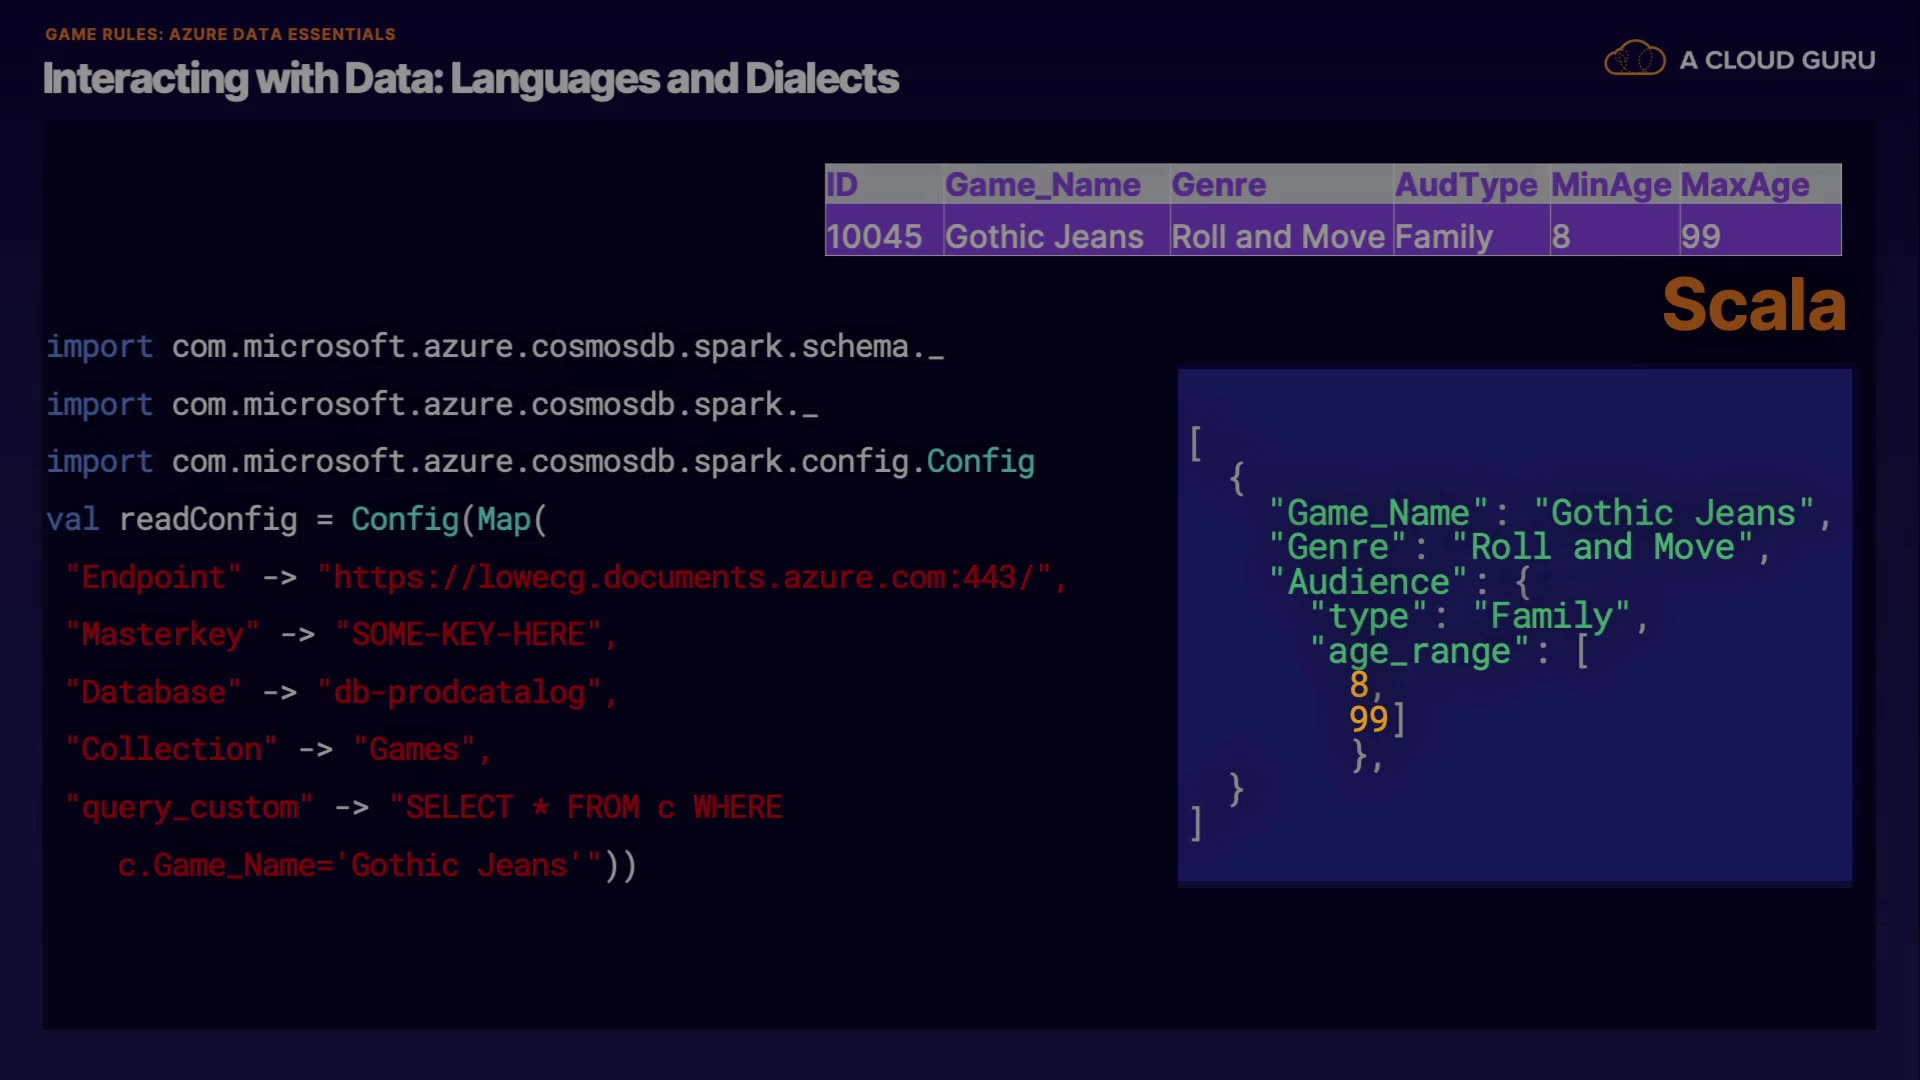 GAME RULES: AZURE DATA ESSENTIALS
Interacting with Data: Languages and Dialects
A CLOUD GURU
ID Game_Name Genre AudType MinAge MaxAge
10045 Gothic Jeans Roll and Move Family 8 99
Scala
import com.microsoft.azure.cosmosdb.spark.schema._
import com.microsoft.azure.cosmosdb.spark._
import com.microsoft.azure.cosmosdb.spark.config.Config
val readConfig = Config(Map(
"Endpoint" -> "https://lowecg.documents.azure.com:443/",
"Masterkey" -> "SOME-KEY-HERE",
"Database" -> "db-prodcatalog",
"Collection" -> "Games",
"query_custom" -> "SELECT * FROM c WHERE
c.Game_Name='Gothic Jeans'"))
[
{
"Game_Name": "Gothic Jeans",
"Genre": "Roll and Move",
"Audience": {
"type": "Family",
"age_range": [
8,
99]
},
}
]